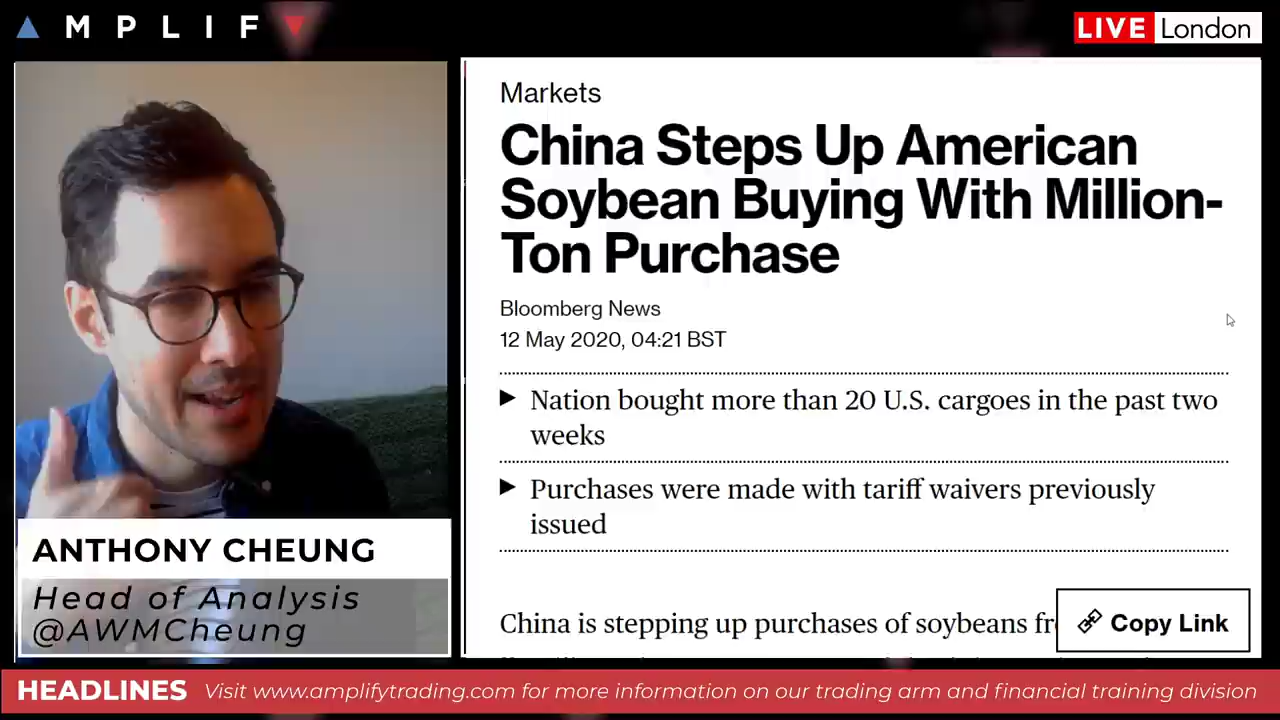 AMPLIFY
LIVE London
Markets
China Steps Up American
Soybean Buying With Million-
Ton Purchase
Bloomberg News
12 May 2020, 04:21 BST
Nation bought more than 20 U.S. cargoes in the past two
weeks
Purchases were made with tariff waivers previously
issued
China is stepping up purchases of soybeans
Copy Link
ANTHONY CHEUNG
Head of Analysis
@AWMCheung
HEADLINES Visit www.amplifytrading.com for more information on our trading arm and financial training division